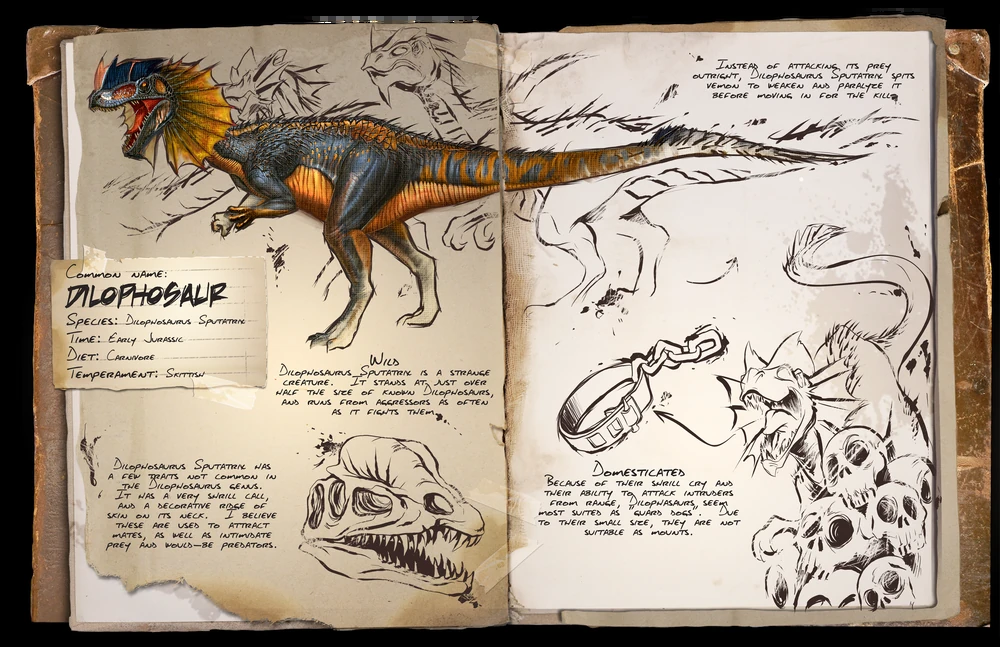 Common name:
Dilophosaur
Species: Dilophosaurus Sputatrix
Time: Early Jurassic
Diet: Carnivore
Temperament: Skittish
Wild
Dilophosaurus Sputatrix is a strange
creature. It stands at just over
half the size of known Dilophosaurs,
and runs from aggressors as often
as it fights them.
Dilophosaurus Sputatrix has
a few traits not common in
the Dilophosaurus genus.
It has a very shrill call,
and a decorative ridge of
skin on its neck. I believe
these are used to attract
mates, as well as intimidate
prey and would-be predators.
Instead of attacking its prey
outright, Dilophosaurus Sputatrix spits
vemon to weaken and paralyze it
before moving in for the kill.
Domesticated
Because of their shrill cry and
their ability to attack intruders
from range, Dilophasaurs, seem
most suited as guard dogs. Due
to their small size, they are not
suitable as mounts.